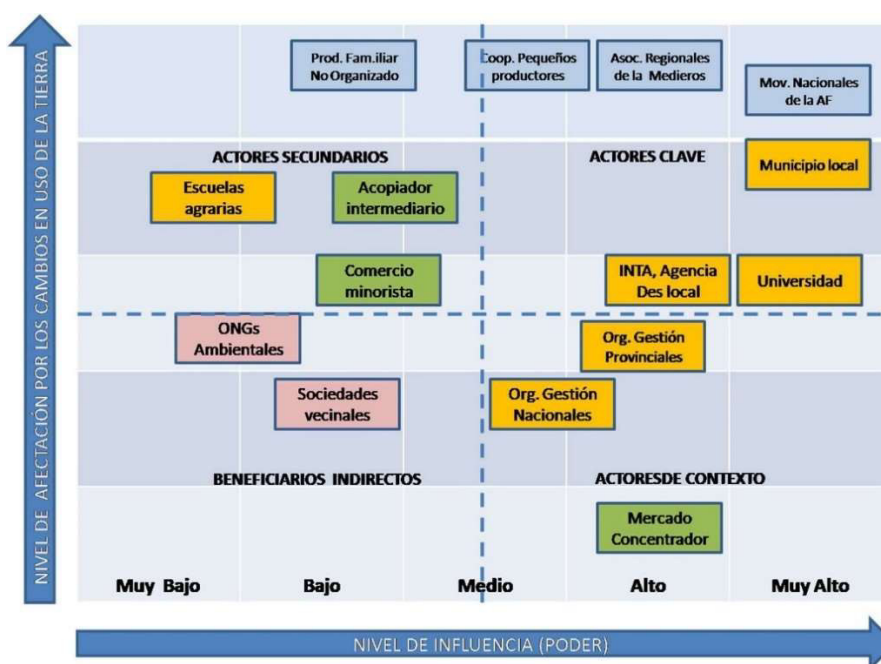 NIVEL DE AFECTACIÓN POR LOS CAMBIOS EN USO DE LA TIERRA
Prod. Fam.iliar
No Organizado
Coop. Pequeños
productores
Asoc. Regionales
de la Medieros
Mov. Nacionales
de la AF
ACTORES SECUNDARIOS
ACTORES CLAVE
Municipio local
Escuelas
agrarias
Acopiador
intermediario
Comercio
minorista
INTA, Agencia
Des local
Universidad
ONGs
Ambientales
Org. Gestión
Provinciales
Sociedades
vecinales
Org. Gestión
Nacionales
BENEFICIARIOS INDIRECTOS
ACTORESDE CONTEXTO
Mercado
Concentrador
Muy Bajo
Bajo
Medio
Alto
Muy Alto
NIVEL DE INFLUENCIA (PODER)